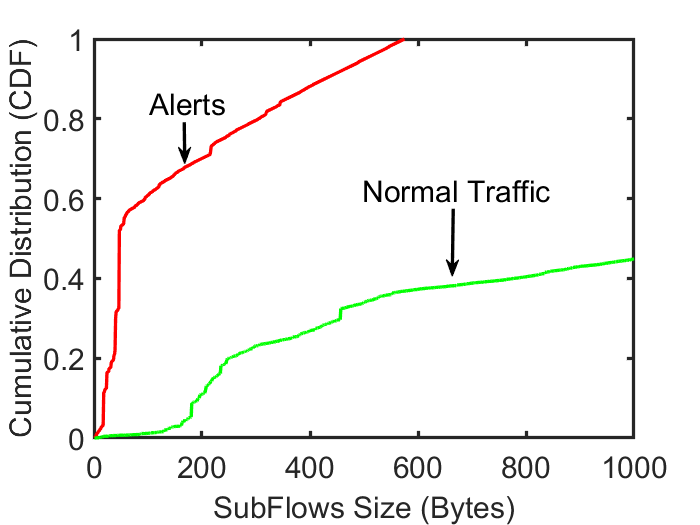 1
0.8
0.6
0.4
0.2
0
Cumulative Distribution (CDF)
Alerts
Normal Traffic
0 200 400 600 800 1000
SubFlows Size (Bytes)